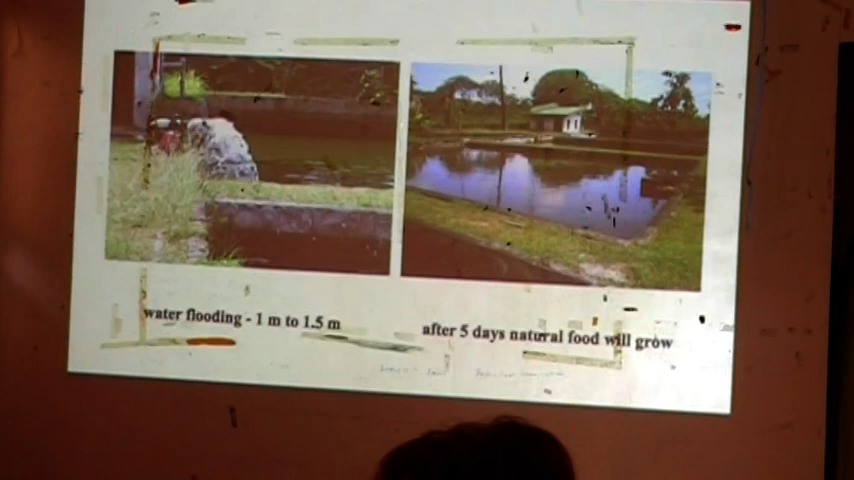 water flooding - 1 m to 1.5 m
after 5 days natural food will grow